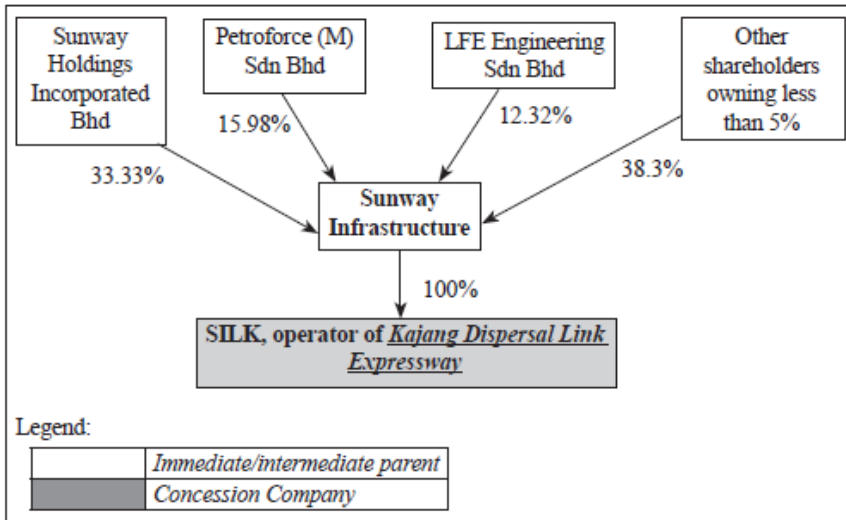 Sunway
Holdings
Incorporated
Bhd
Petroforce (M)
Sdn Bhd
LFE Engineering
Sdn Bhd
Other
shareholders
owning less
than 5%
33.33%
15.98%
12.32%
38.3%
Sunway
Infrastructure
100%
SILK, operator of Kajang Dispersal Link
Expressway
Legend:
Immediate/intermediate parent
Concession Company